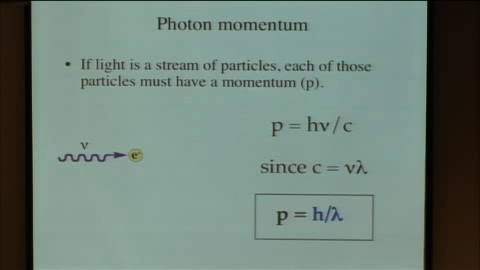 Photon momentum
• If light is a stream of particles, each of those
particles must have a momentum (p).
p = hν/c
ν
e⁻
since c = νλ
p = h/λ